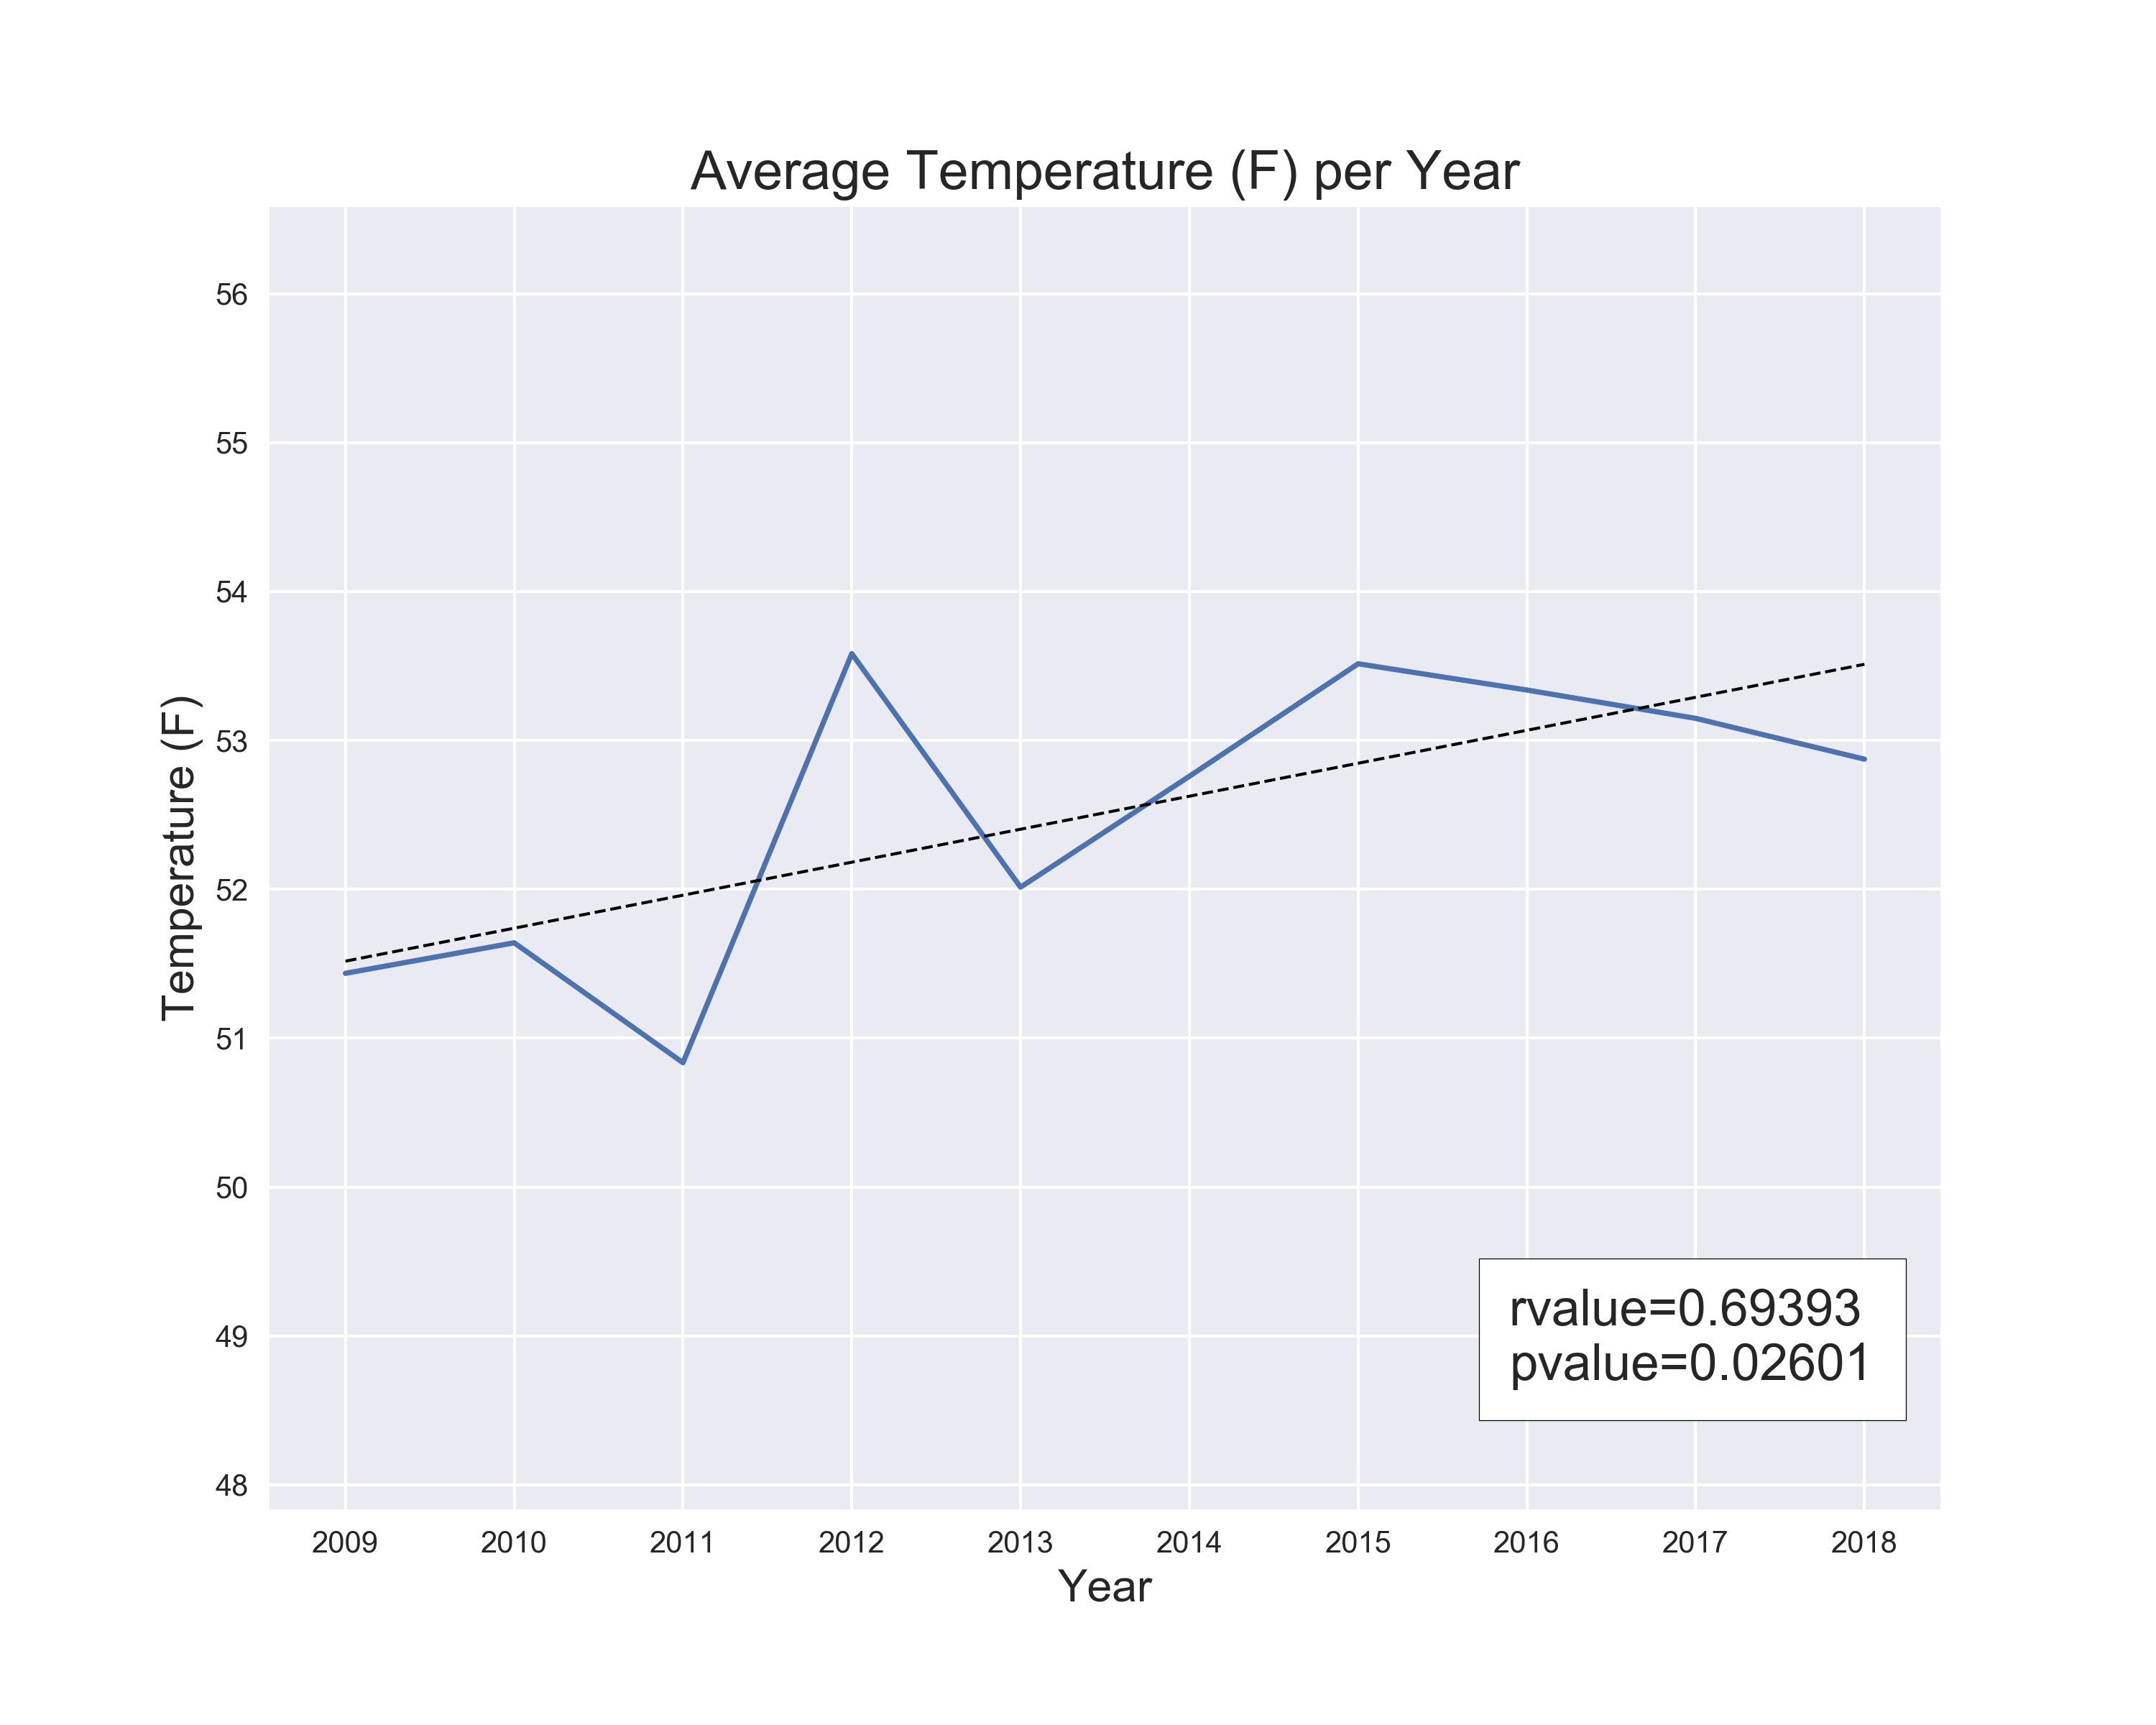 Average Temperature (F) per Year
Temperature (F)
56
55
54
53
52
51
50
49
48
rvalue=0.69393
pvalue=0.02601
2009 2010 2011 2012 2013 2014 2015 2016 2017 2018
Year